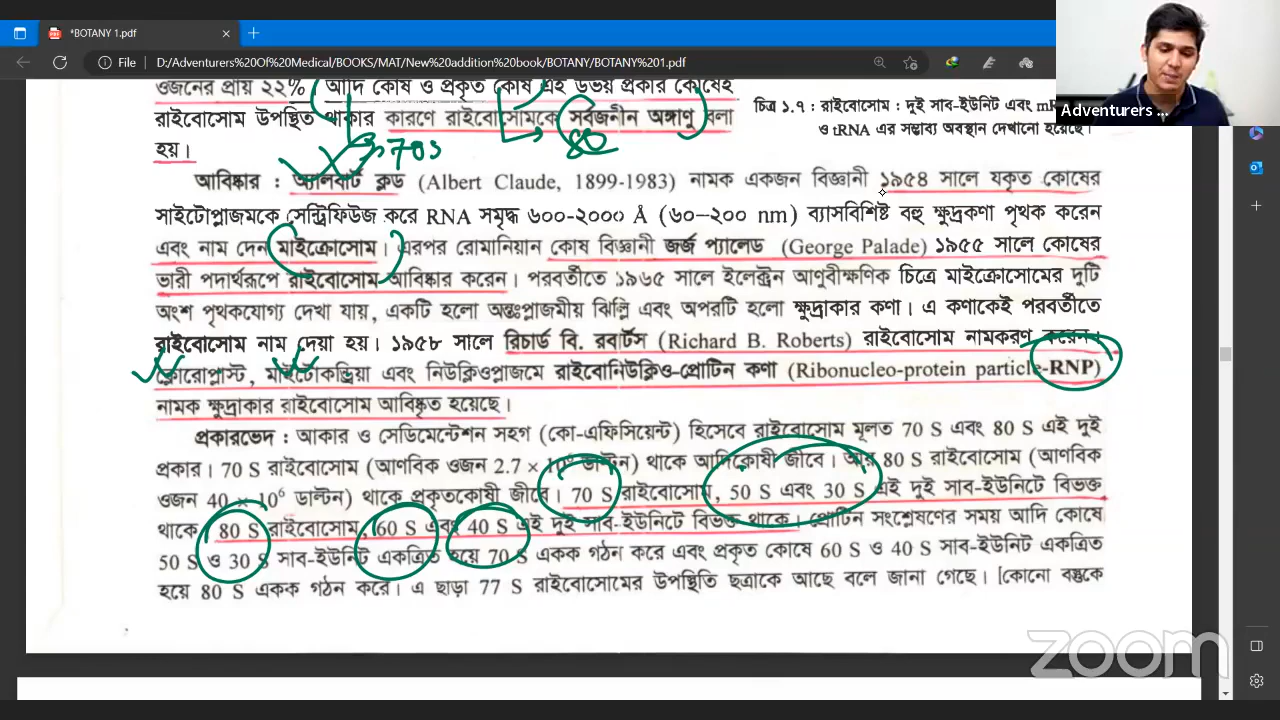 *BOTANY 1.pdf
File D:/Adventurers%20Of%20Medical/BOOKS/MAT/New%20addition%20book/BOTANY/BOTANY%201.pdf
Adventurers ...
ওজনের প্রায় ২২% আদি কোষ ও প্রকৃত কোষ এই উভয় প্রকার কোষেই
রাইবোসোম উপস্থিত থাকার কারণে রাইবোসোমকে সর্বজনীন অঙ্গাণু বলা
হয়।
চিত্র ১.৭ : রাইবোসোম : দুই সাব-ইউনিট এবং
ও tRNA এর সম্ভাব্য অবস্থান দেখানো হয়েছে।
70s
80
আবিষ্কার : অ্যালবার্ট ক্লড (Albert Claude, 1899-1983) নামক একজন বিজ্ঞানী ১৯৫৪ সালে যকৃত কোষের
সাইটোপ্লাজমকে সেন্ট্রিফিউজ করে RNA সমৃদ্ধ ৬০০-২০০০ Å (৬০–২০০ nm) ব্যাসবিশিষ্ট বহু ক্ষুদ্রকণা পৃথক করেন
এবং নাম দেন মাইক্রোসোম। এরপর রোমানিয়ান কোষ বিজ্ঞানী জর্জ প্যালেড (George Palade) ১৯৫৫ সালে কোষের
ভারী পদার্থরূপে রাইবোসোম আবিষ্কার করেন। পরবর্তীতে ১৯৬৫ সালে ইলেক্ট্রন আণুবীক্ষণিক চিত্রে মাইক্রোসোমের দুটি
অংশ পৃথকযোগ্য দেখা যায়, একটি হলো অন্তঃপ্লাজমীয় ঝিল্লি এবং অপরটি হলো ক্ষুদ্রাকার কণা। এ কণাকেই পরবর্তীতে
রাইবোসোম নাম দেয়া হয়। ১৯৫৮ সালে রিচার্ড বি. রবার্টস (Richard B. Roberts) রাইবোসোম নামকরণ করেন।
ক্লোরোপ্লাস্ট, মাইটোকন্ড্রিয়া এবং নিউক্লিওপ্লাজমে রাইবোনিউক্লিও-প্রোটিন কণা (Ribonucleo-protein particle-RNP)
নামক ক্ষুদ্রাকার রাইবোসোম আবিষ্কৃত হয়েছে।
প্রকারভেদ : আকার ও সেডিমেন্টেশন সহগ (কো-এফিসিয়েন্ট) হিসেবে রাইবোসোম মূলত 70 S এবং 80 S এই দুই
প্রকার। 70 S রাইবোসোম (আণবিক ওজন 2.7 × 10⁶ ডাল্টন) থাকে আদিকোষী জীবে। আর 80 S রাইবোসোম (আণবিক
ওজন 40 × 10⁶ ডাল্টন) থাকে প্রকৃতকোষী জীবে। 70 S রাইবোসোম, 50 S এবং 30 S এই দুই সাব-ইউনিটে বিভক্ত
থাকে। 80 S রাইবোসোম, 60 S এবং 40 S এই দুই সাব-ইউনিটে বিভক্ত থাকে। প্রোটিন সংশ্লেষণের সময় আদি কোষে
50 S ও 30 S সাব-ইউনিট একত্রিত হয়ে 70 S একক গঠন করে এবং প্রকৃত কোষে 60 S ও 40 S সাব-ইউনিট একত্রিত
হয়ে 80 S একক গঠন করে। এ ছাড়া 77 S রাইবোসোমের উপস্থিতি ছত্রাকে আছে বলে জানা গেছে। [কোনো বস্তুকে
zoom